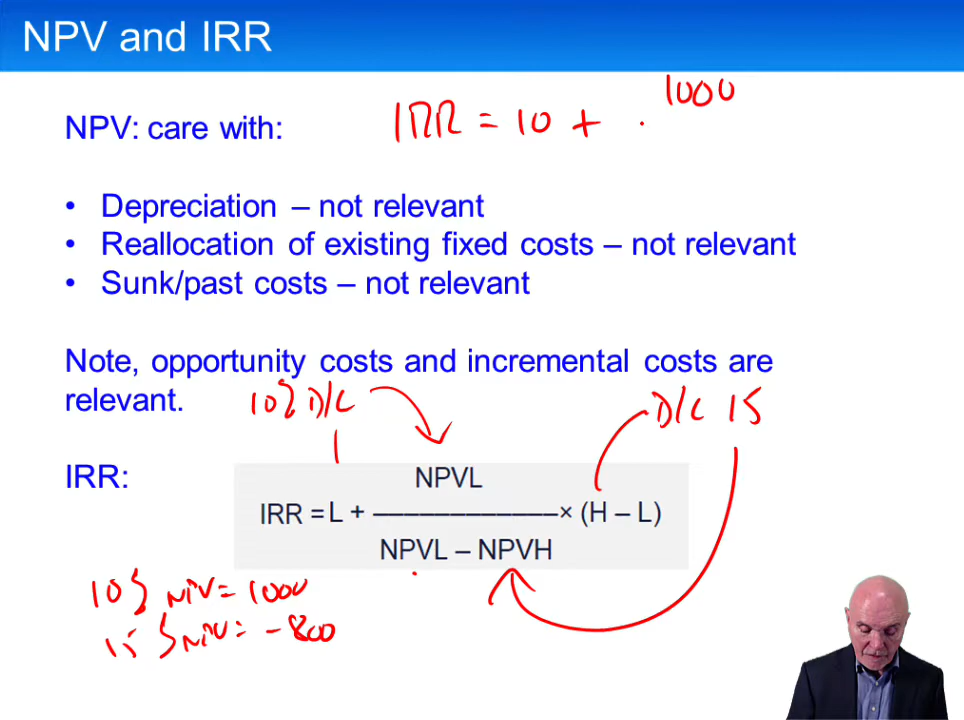 NPV and IRR
NPV: care with:
IRR = 10 + 1000
• Depreciation – not relevant
• Reallocation of existing fixed costs – not relevant
• Sunk/past costs – not relevant
Note, opportunity costs and incremental costs are
relevant.
10% D/C
D/C 15
IRR:
NPVL
IRR = L + ———————————— × (H – L)
NPVL – NPVH
10% NPV = 1000
15% NPV = -800